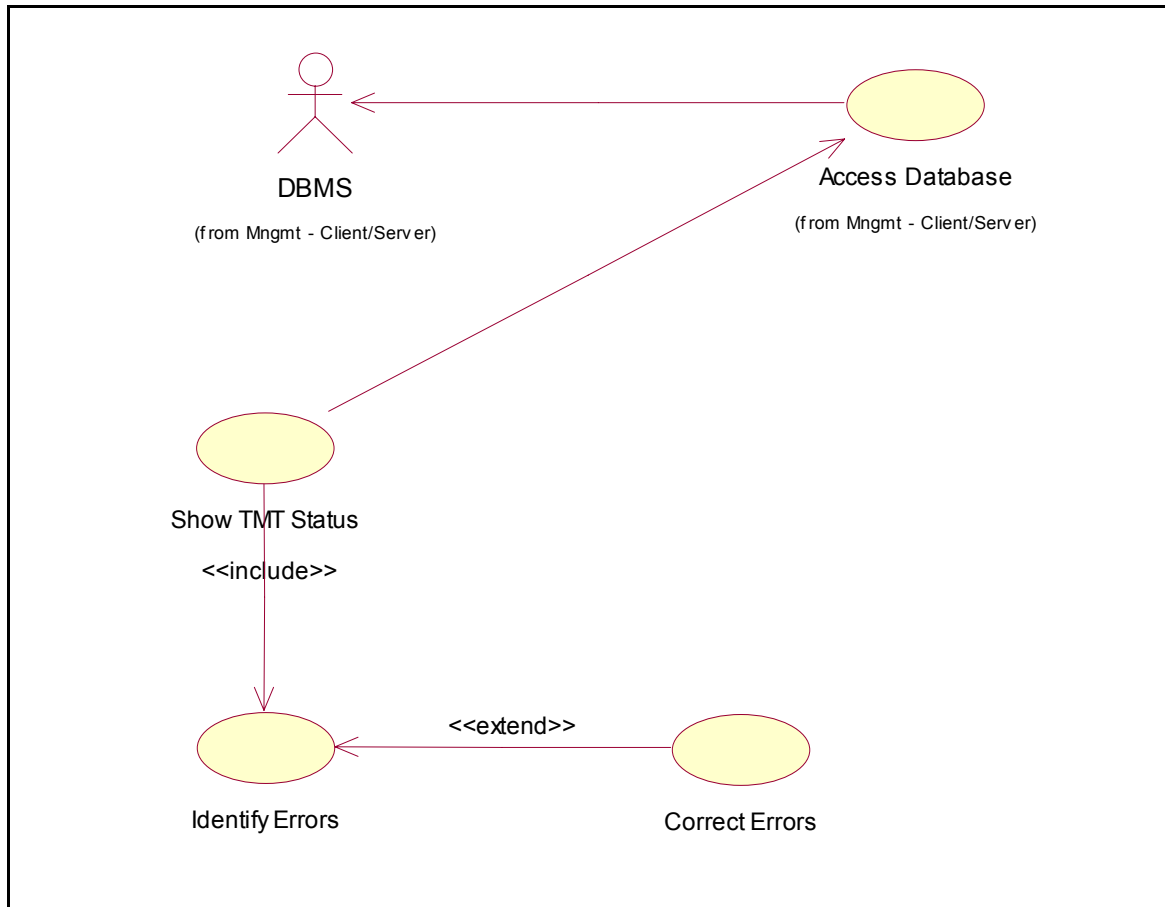 DBMS
(from Mngmt - Client/Server)
Access Database
(from Mngmt - Client/Server)
Show TMT Status
<<include>>
<<extend>>
Identify Errors
Correct Errors